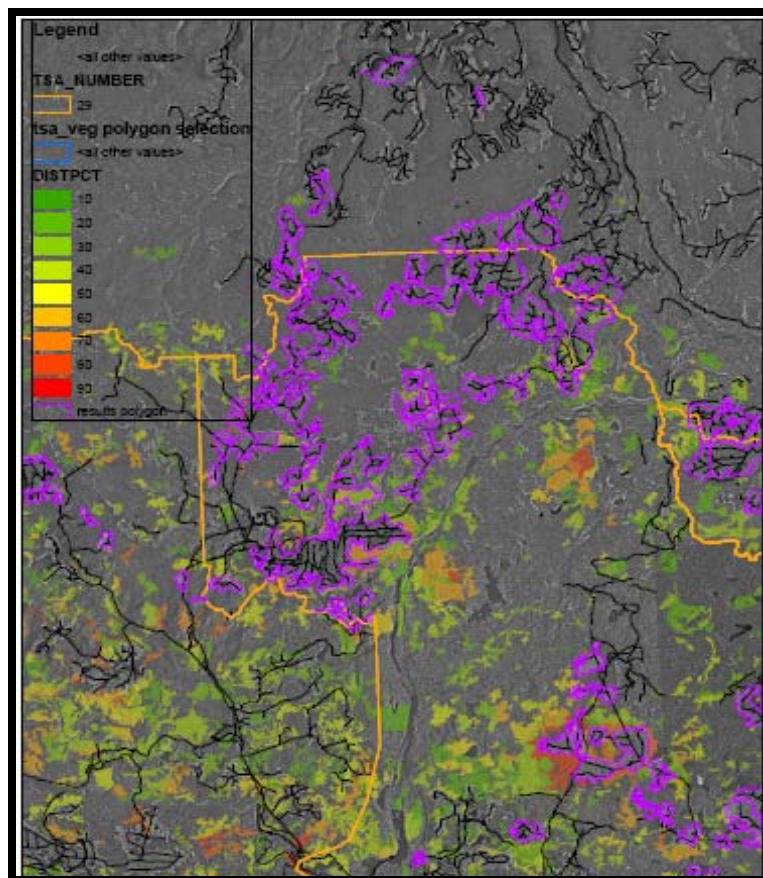 Legend
<all other values>
TSA_NUMBER
29
tsa_veg polygon selection
<all other values>
DISTPCT
10
20
30
40
50
60
70
80
90
results polygon